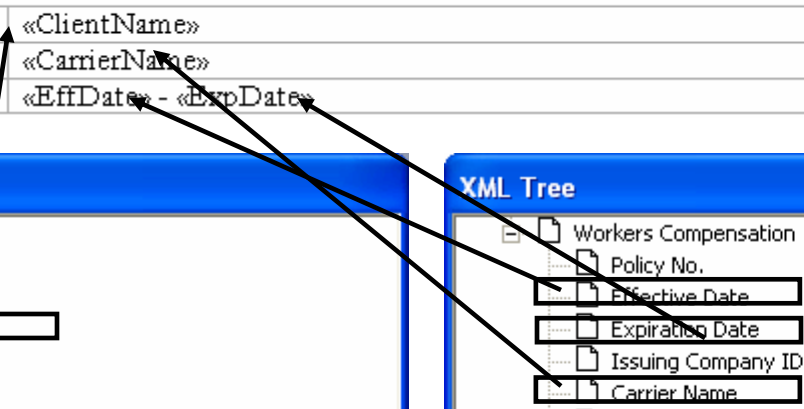 «ClientName»
«CarrierName»
«EffDate» - «ExpDate»
XML Tree
Workers Compensation
Policy No.
Effective Date
Expiration Date
Issuing Company ID
Carrier Name